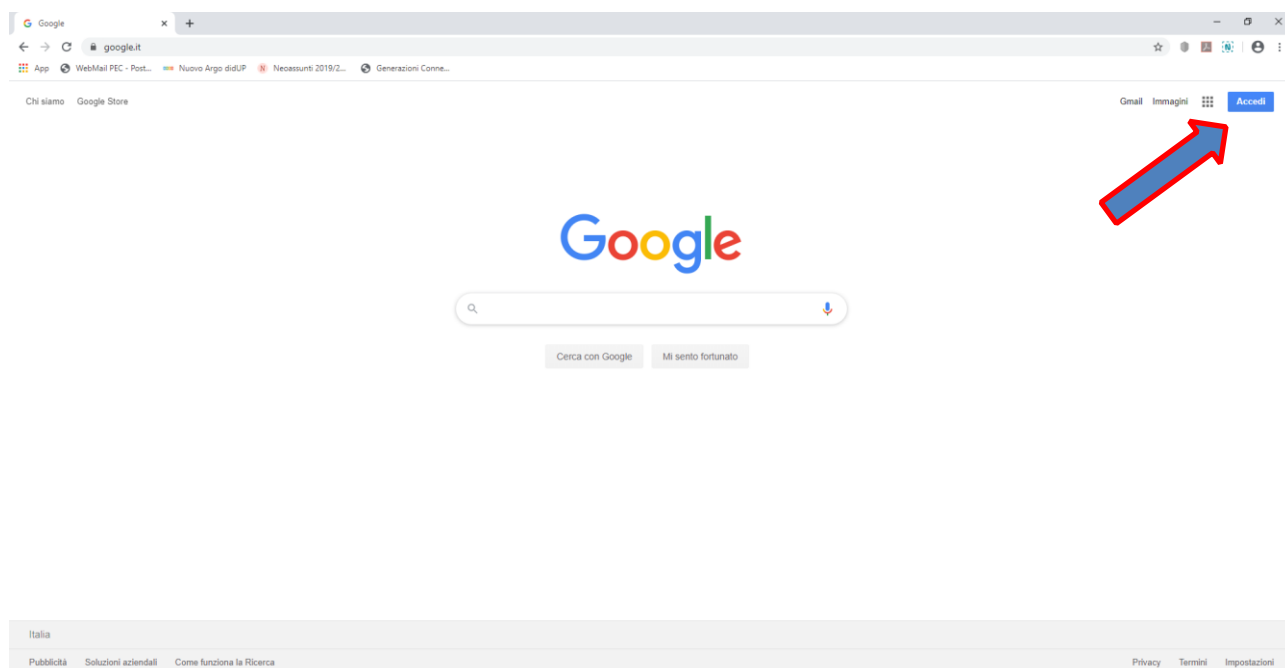 Google
google.it
App WebMail PEC - Post... Nuovo Argo didUP Neoassunti 2019/2... Generazioni Conne...
Chi siamo Google Store Gmail Immagini Accedi
Google
Cerca con Google Mi sento fortunato
Italia
Pubblicità Soluzioni aziendali Come funziona la Ricerca Privacy Termini Impostazioni